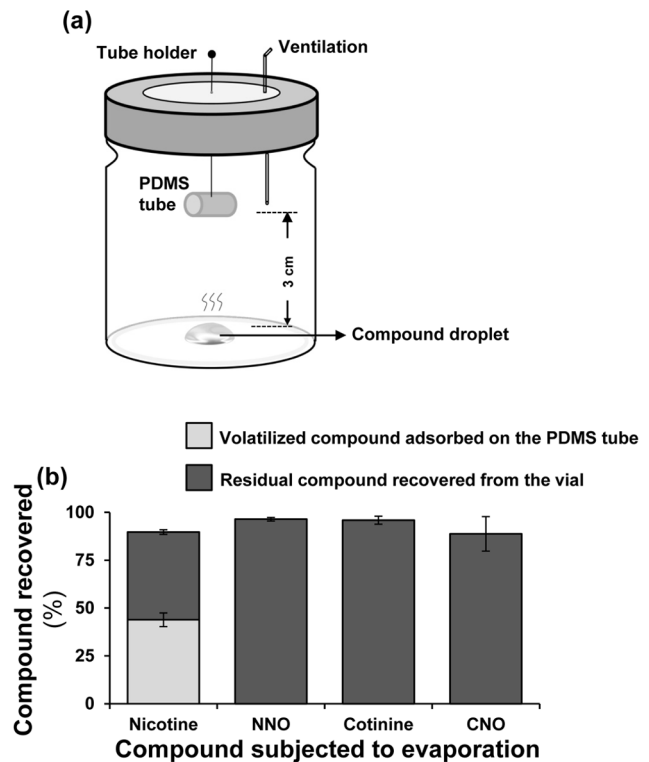 (a)
Tube holder
Ventilation
PDMS
tube
3 cm
Compound droplet
Volatilized compound adsorbed on the PDMS tube
Residual compound recovered from the vial
(b)
Compound recovered
(%)
100
75
50
25
0
Nicotine NNO Cotinine CNO
Compound subjected to evaporation